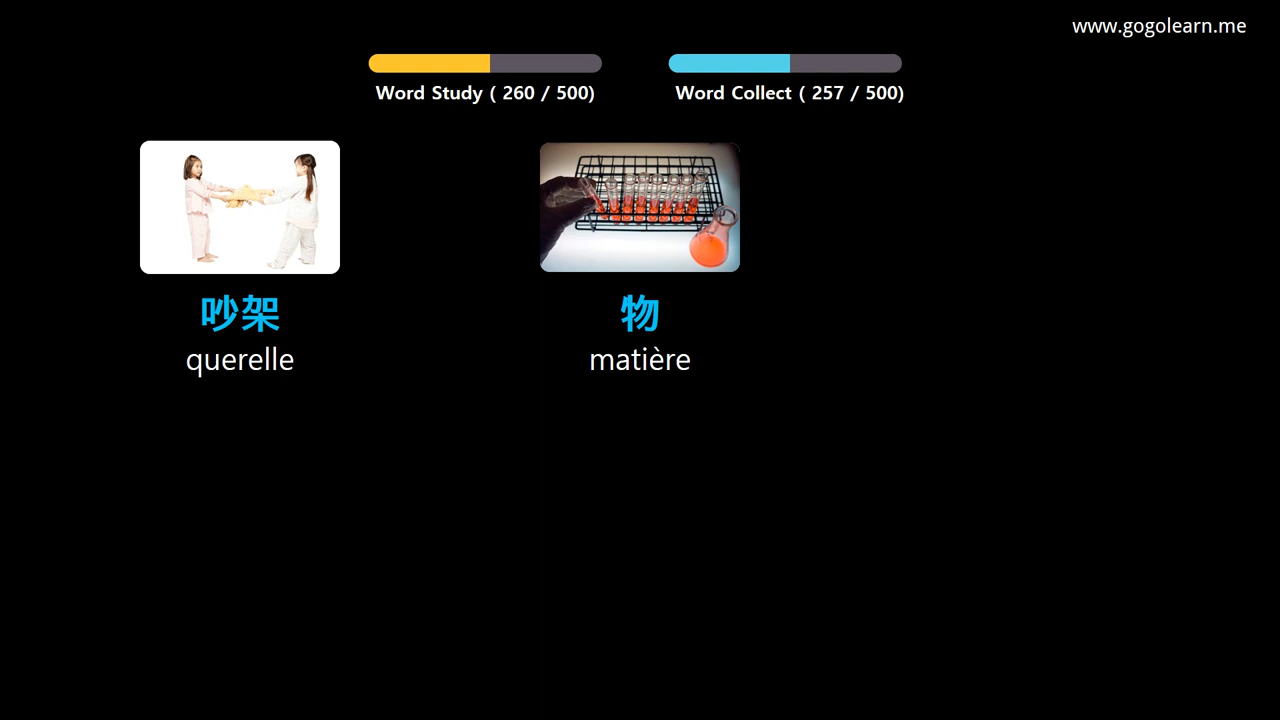 www.gogolearn.me
Word Study ( 260 / 500)
Word Collect ( 257 / 500)
吵架
querelle
物
matière